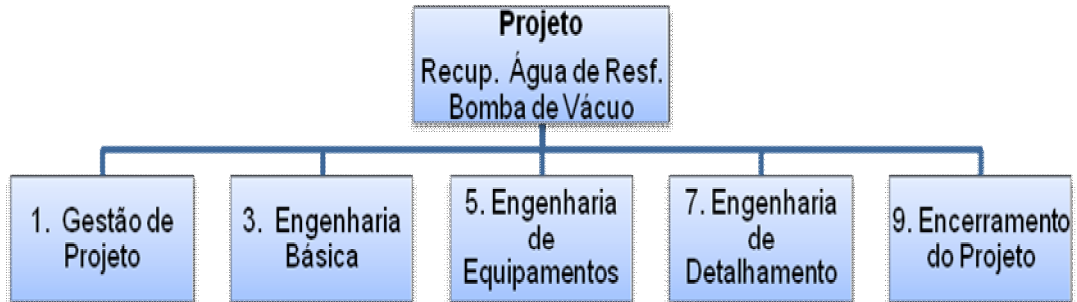 Projeto
Recup. Água de Resf.
Bomba de Vácuo
1. Gestão de
Projeto
3. Engenharia
Básica
5. Engenharia
de
Equipamentos
7. Engenharia
de
Detalhamento
9. Encerramento
do Projeto